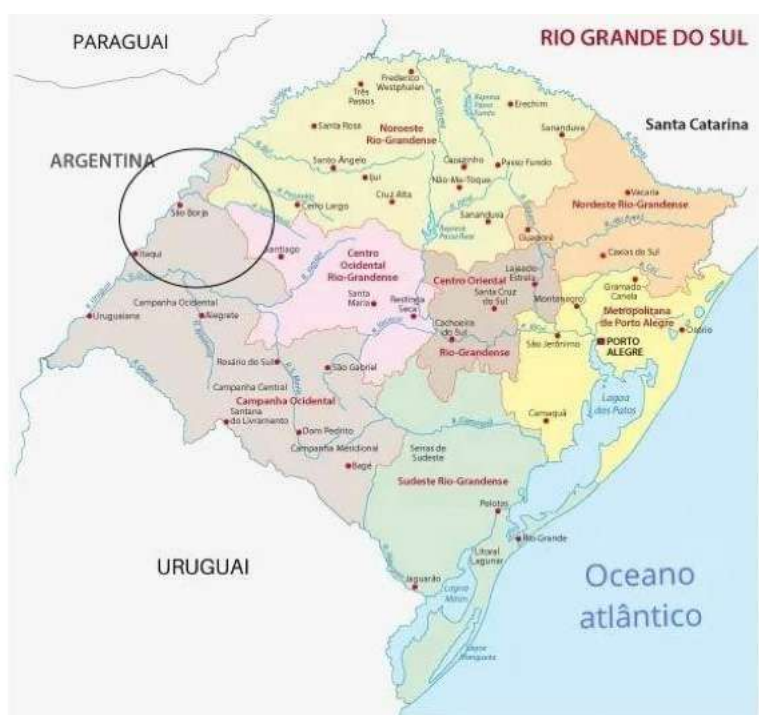 PARAGUAI
RIO GRANDE DO SUL
Frederico
Westphalen
Três
Passos
Erechim
Santa Rosa
Noroeste
Rio-Grandense
Sananduva
Santa Catarina
ARGENTINA
Santo Ângelo
Ijuí
Carazinho
Passo Fundo
Não-Me-Toque
Vacaria
Nordeste Rio-Grandense
Cerro Largo
Cruz Alta
São Borja
Sananduva
Guaporé
Itaqui
Santiago
Centro
Ocidental
Rio-Grandense
Caxias do Sul
Centro Oriental
Lajeado
Estrela
Gramado
Canela
Santa Cruz
do Sul
Montenegro
Campanha Ocidental
Santa
Maria
Restinga
Seca
Metropolitana
de Porto Alegre
Osório
Uruguaiana
Alegrete
Cachoeira
do Sul
São Jerônimo
PORTO
ALEGRE
Rio-Grandense
Rosário do Sul
São Gabriel
Campanha Central
Campanha Ocidental
Lagoa
dos Patos
Santana
do Livramento
Camaquã
Dom Pedrito
Campanha Meridional
Serras de
Sudeste
Bagé
Sudeste Rio-Grandense
Pelotas
Rio Grande
URUGUAI
Litoral
Lagunar
Jaguarão
Lagoa
Mirim
Oceano
atlântico